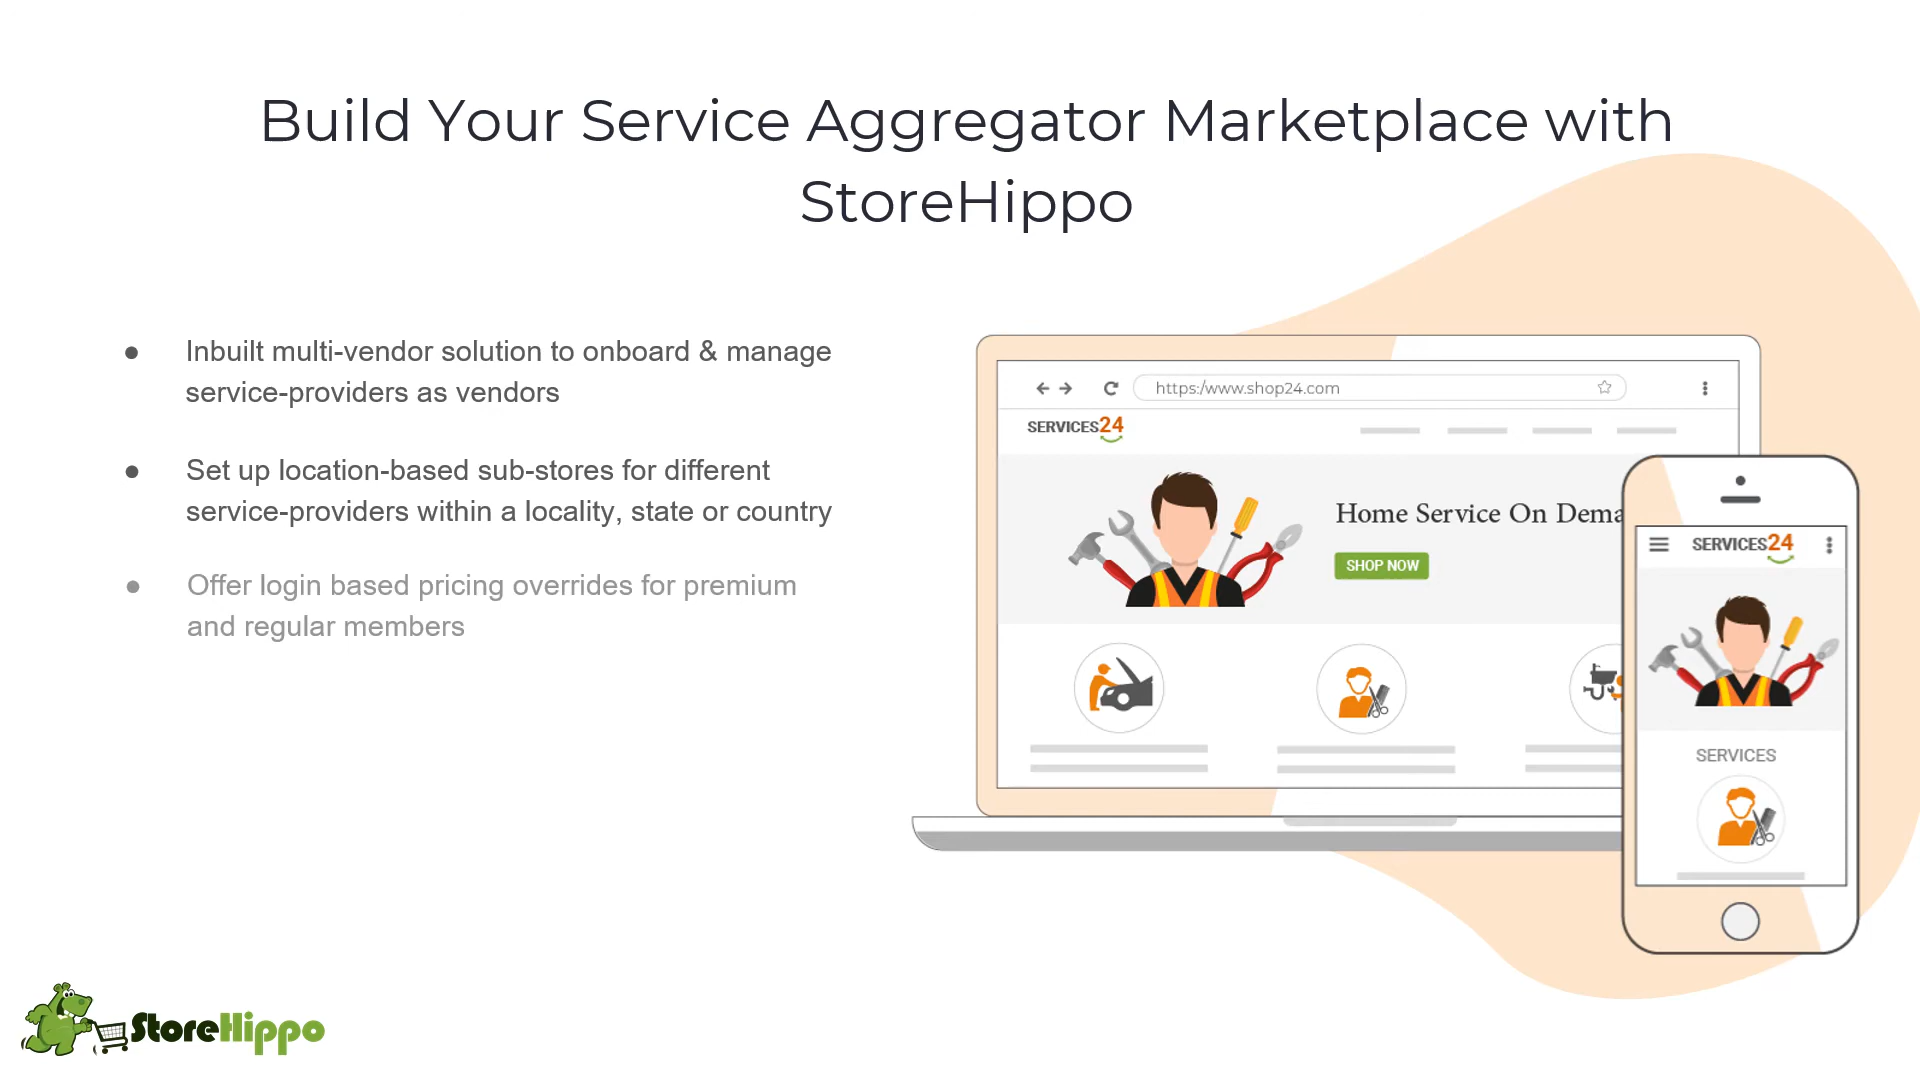 Build Your Service Aggregator Marketplace with
StoreHippo
● Inbuilt multi-vendor solution to onboard & manage
service-providers as vendors
● Set up location-based sub-stores for different
service-providers within a locality, state or country
● Offer login based pricing overrides for premium
and regular members
https:/www.shop24.com
SERVICES24
Home Service On Dema
SHOP NOW
SERVICES24
SERVICES
StoreHippo